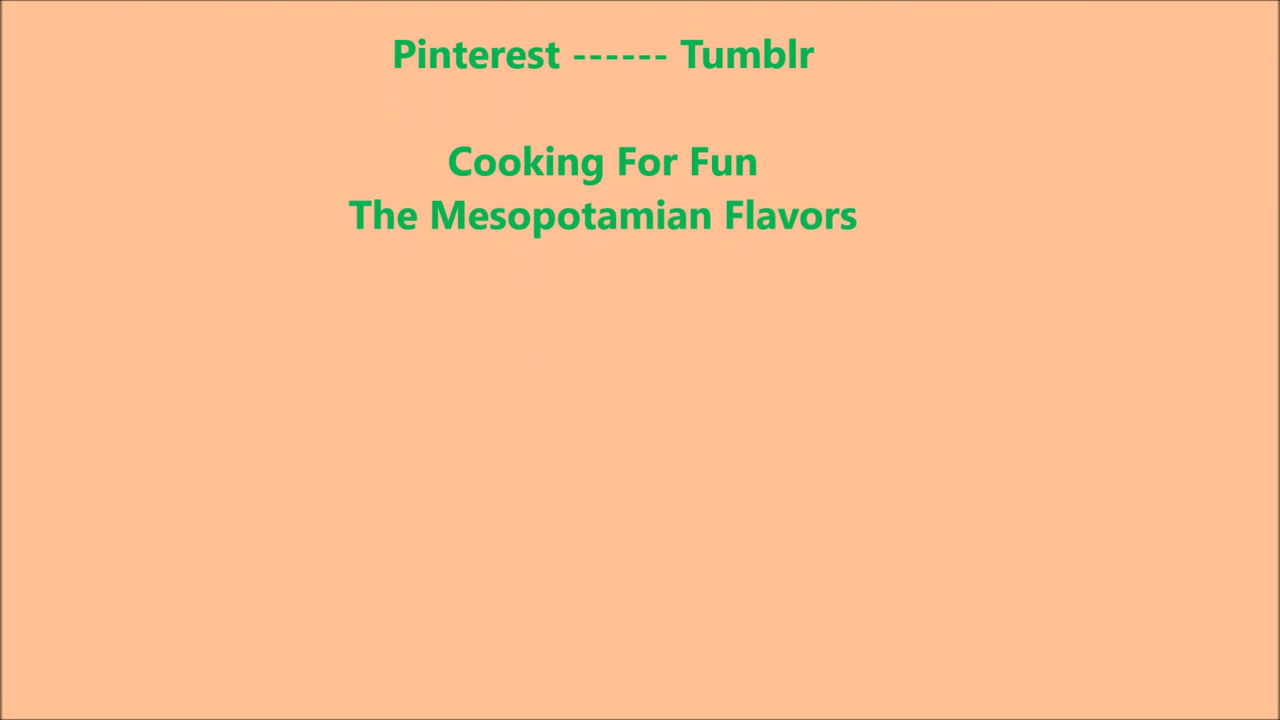 Pinterest ------ Tumblr
Cooking For Fun
The Mesopotamian Flavors